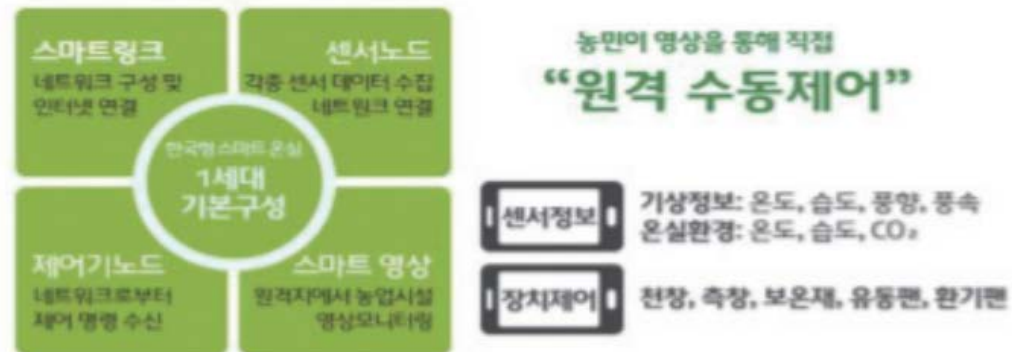 스마트링크
네트워크 구성 및
인터넷 연결
센서노드
각종 센서 데이터 수집
네트워크 연결
한국형 스마트 온실
1세대
기본구성
제어기노드
네트워크로부터
제어 명령 수신
스마트 영상
원격지에서 농업시설
영상모니터링
농민이 영상을 통해 직접
“원격 수동제어”
센서정보
기상정보: 온도, 습도, 풍향, 풍속
온실환경: 온도, 습도, CO₂
장치제어
천창, 측창, 보온재, 유동팬, 환기팬